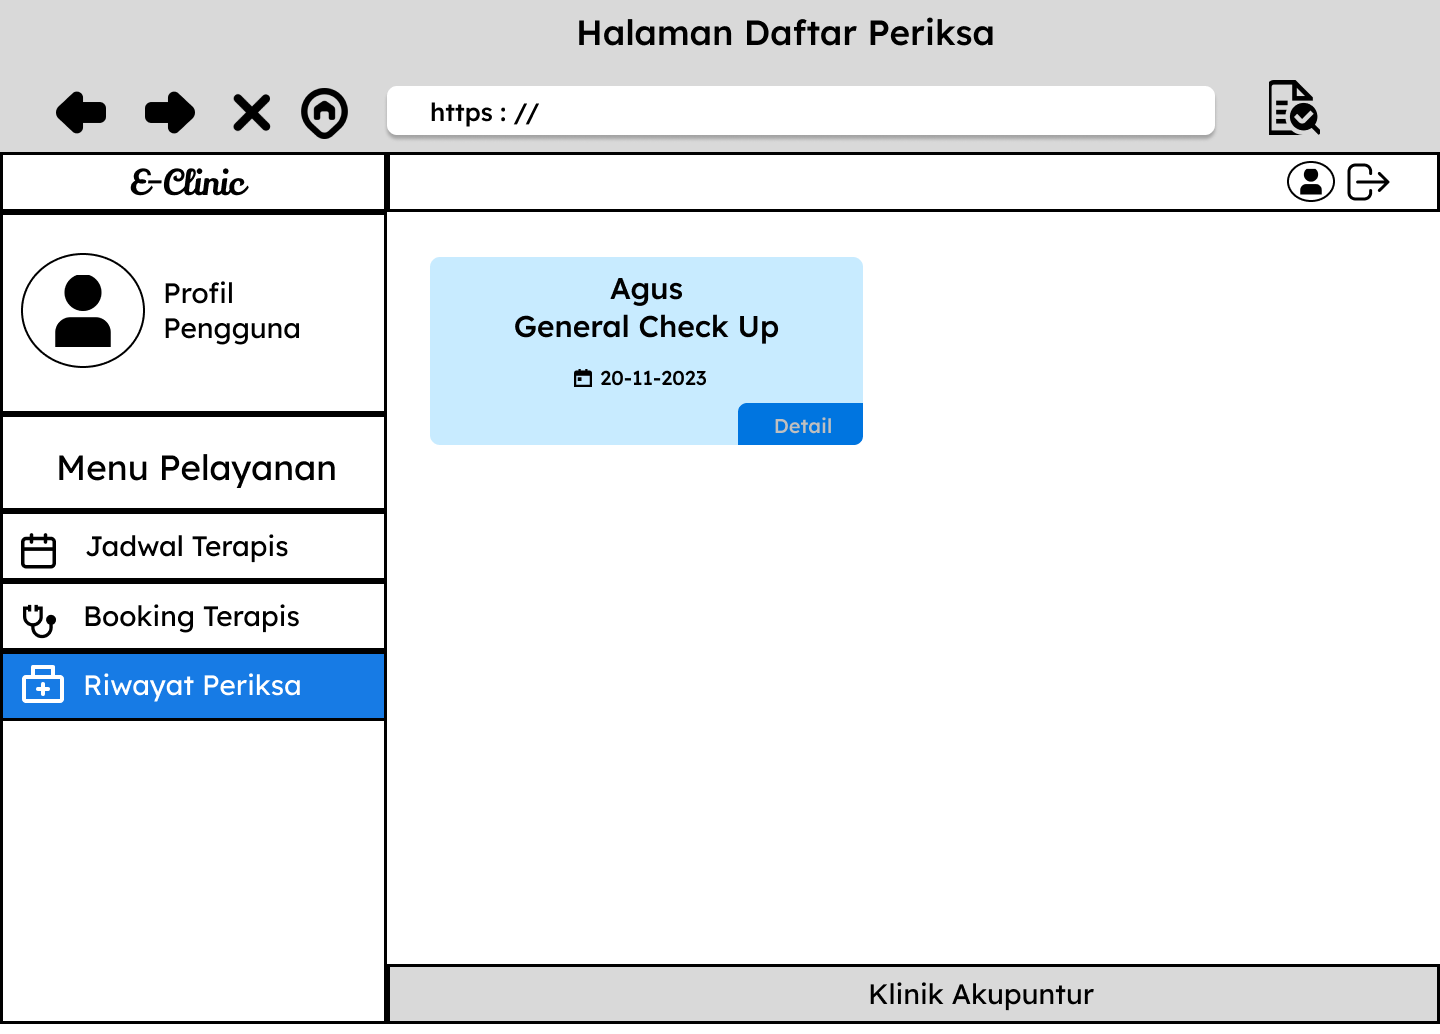 Halaman Daftar Periksa
https : //
E-Clinic
Profil
Pengguna
Menu Pelayanan
Jadwal Terapis
Booking Terapis
Riwayat Periksa
Agus
General Check Up
20-11-2023
Detail
Klinik Akupuntur